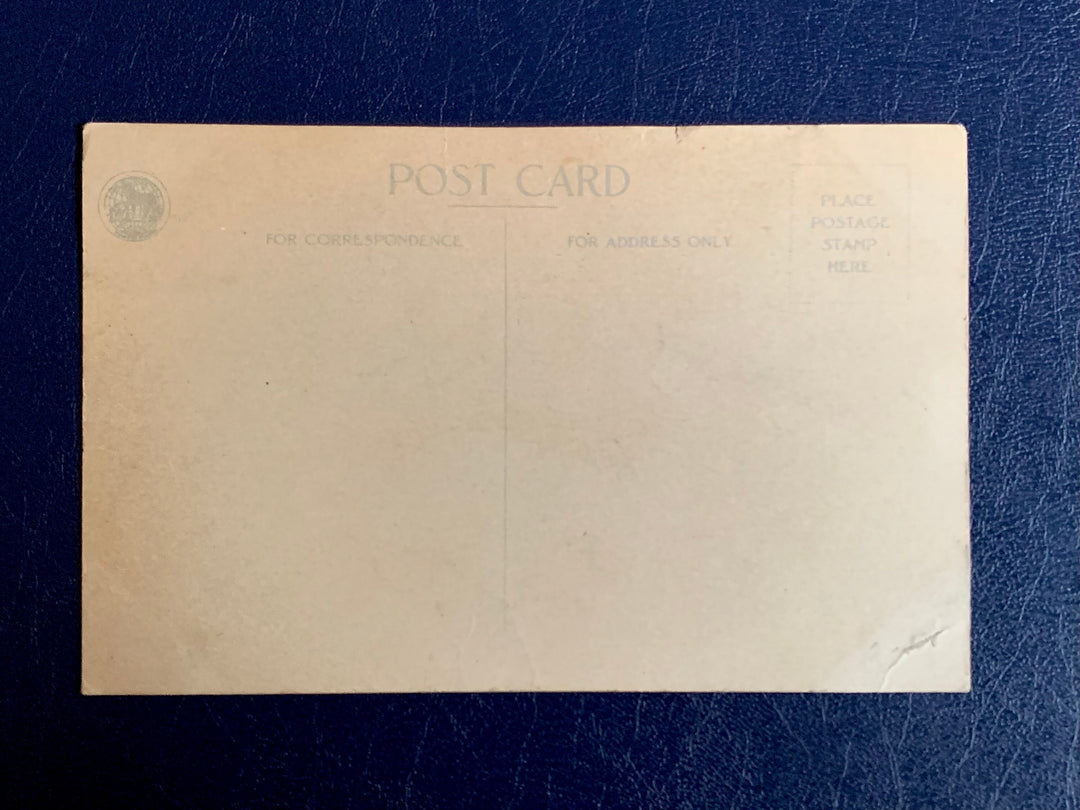 POST CARD
FOR CORRESPONDENCE
FOR ADDRESS ONLY
PLACE
POSTAGE
STAMP
HERE